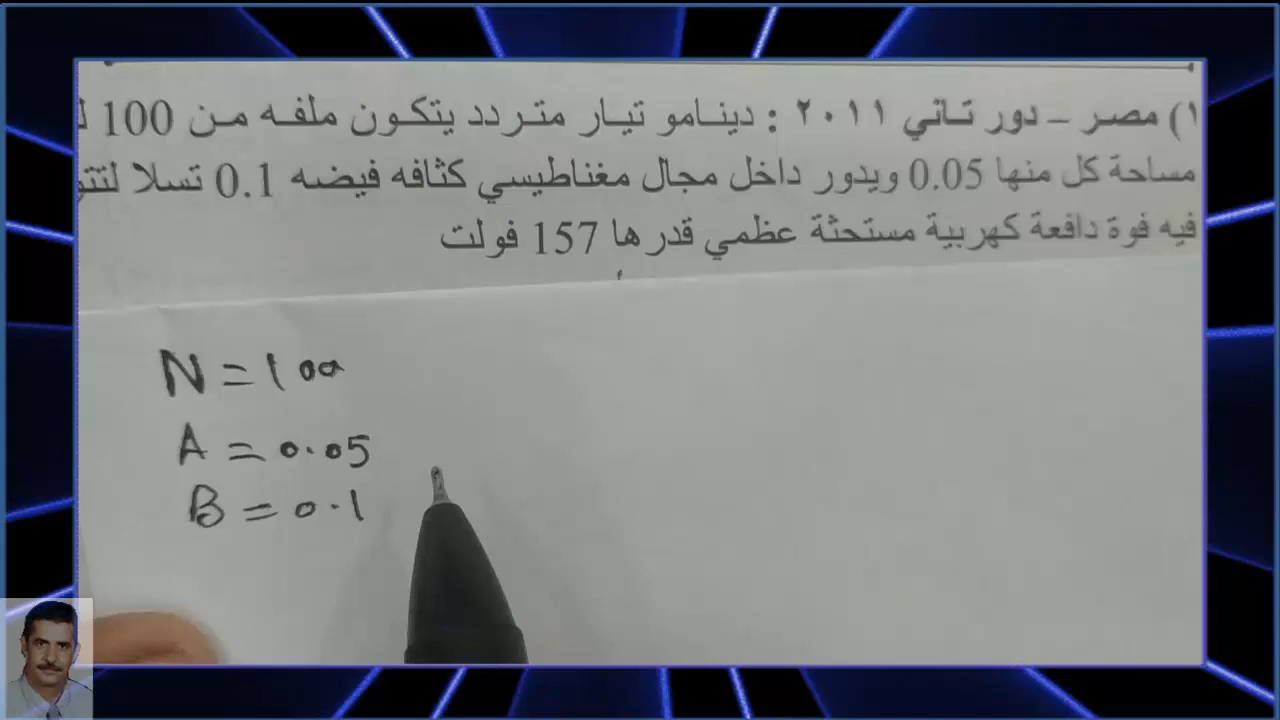 ١) مصر – دور تاني ٢٠١١ : دينامو تيار متردد يتكون ملفه من 100
مساحة كل منها 0.05 ويدور داخل مجال مغناطيسي كثافه فيضه 0.1 تسلا
فيه فوة دافعة كهربية مستحثة عظمي قدرها 157 فولت
N = 100
A = 0.05
B = 0.1